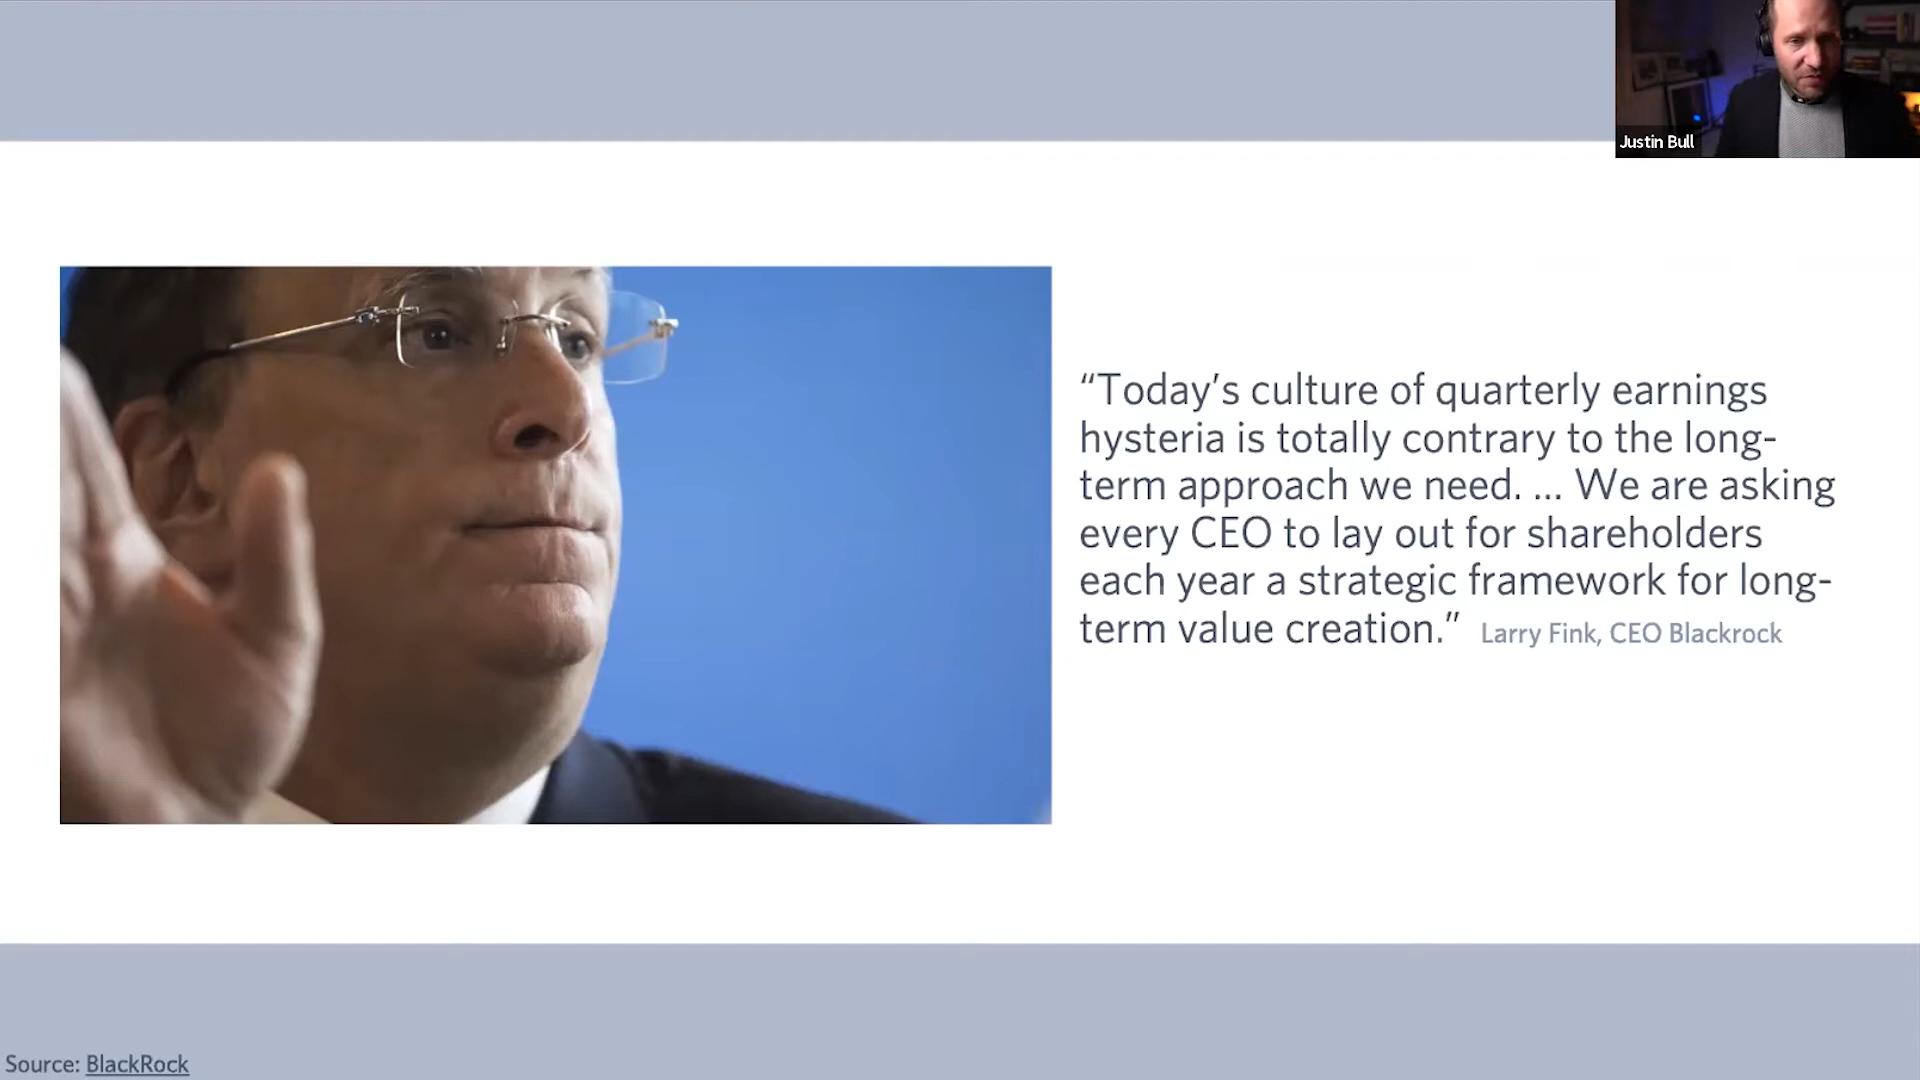 Justin Bull
“Today’s culture of quarterly earnings
hysteria is totally contrary to the long-
term approach we need. ... We are asking
every CEO to lay out for shareholders
each year a strategic framework for long-
term value creation.” Larry Fink, CEO Blackrock
Source: BlackRock